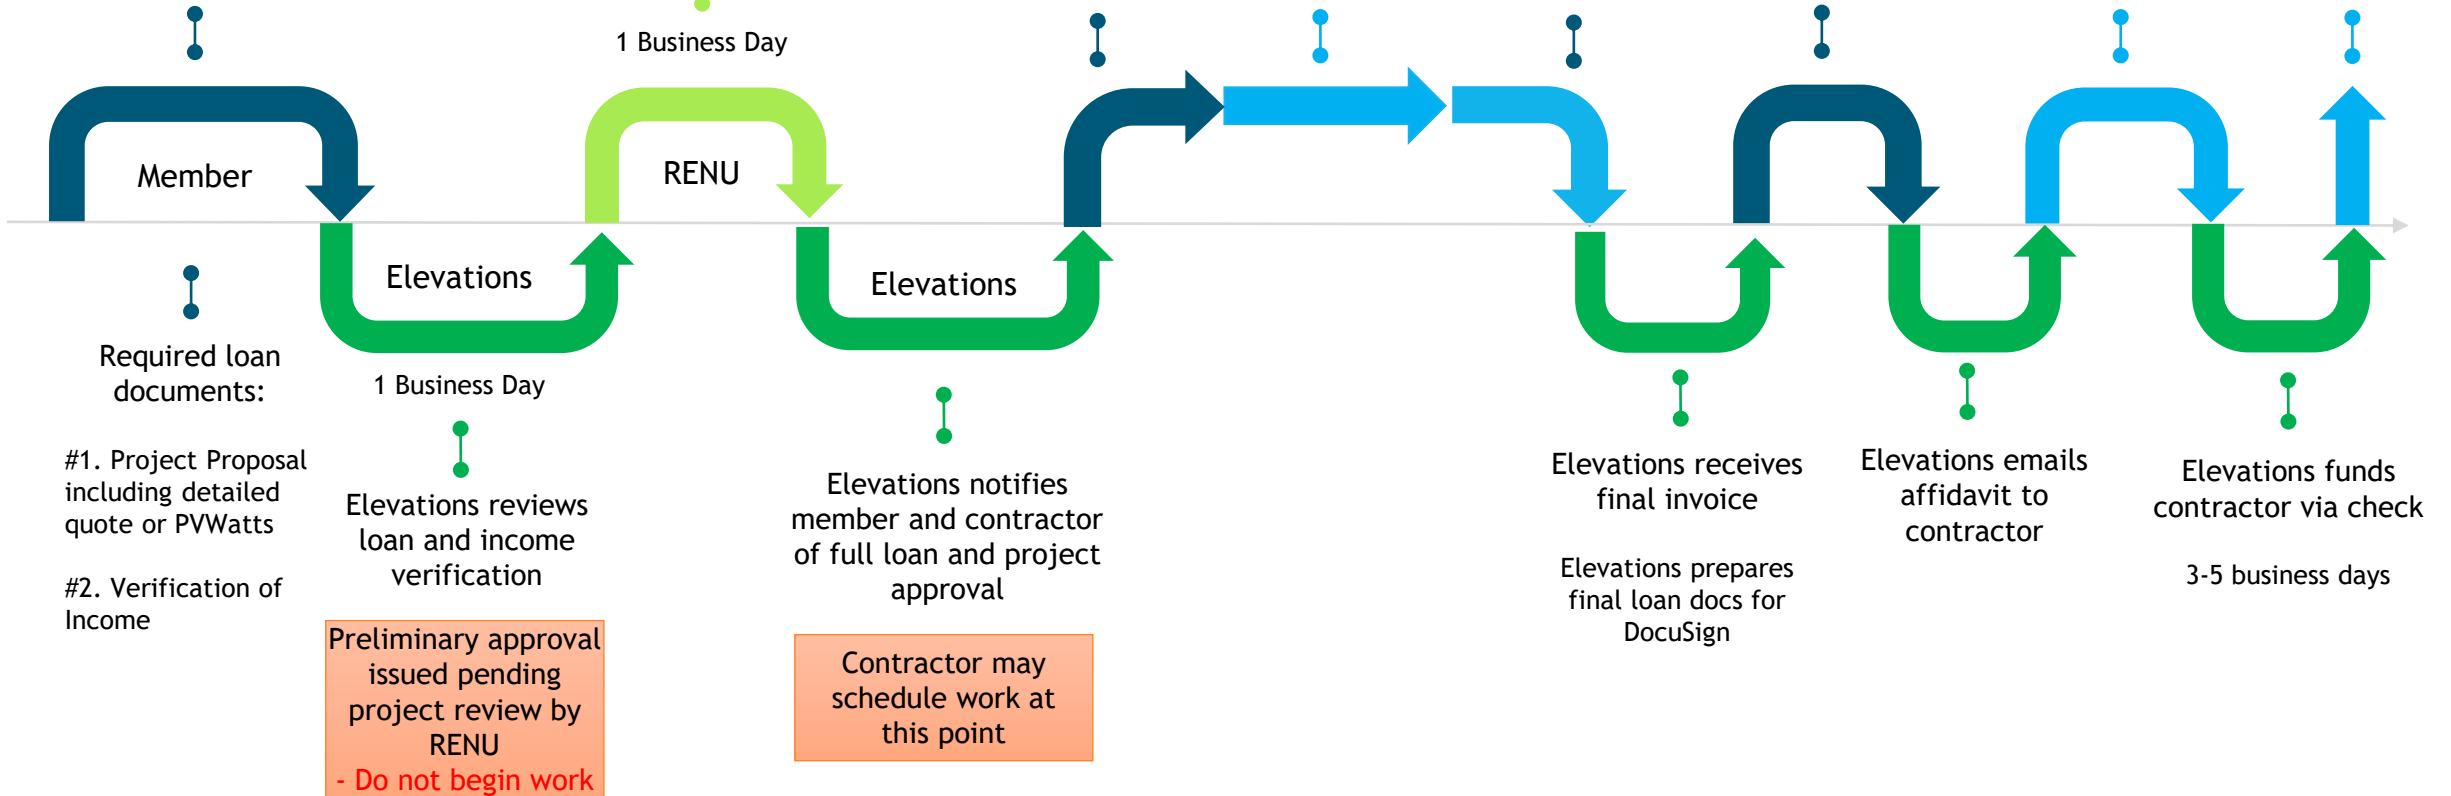 1 Business Day
Member
RENU
Elevations
Elevations
Required loan
documents:
#1. Project Proposal
including detailed
quote or PVWatts
#2. Verification of
Income
1 Business Day
Elevations reviews
loan and income
verification
Preliminary approval
issued pending
project review by
RENU
- Do not begin work
Elevations notifies
member and contractor
of full loan and project
approval
Contractor may
schedule work at
this point
Elevations receives
final invoice
Elevations prepares
final loan docs for
DocuSign
Elevations emails
affidavit to
contractor
Elevations funds
contractor via check
3-5 business days